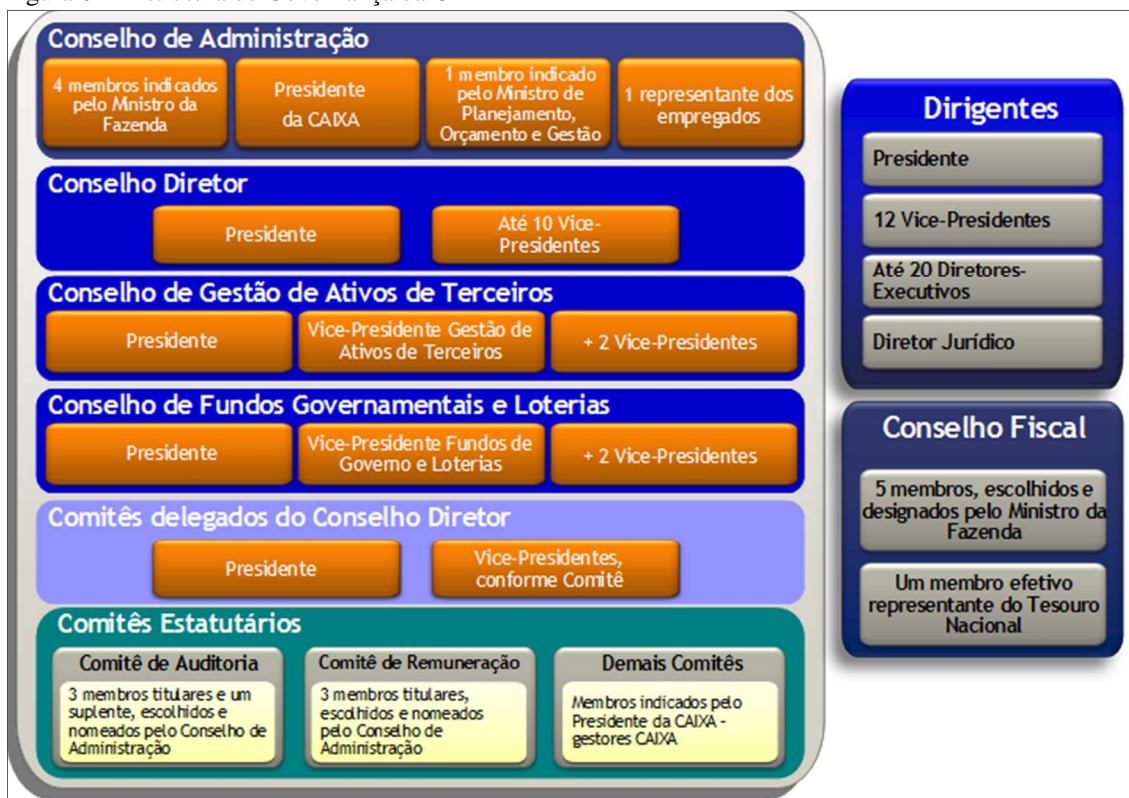 Conselho de Administração
4 membros indicados
pelo Mnistro da
Fazenda
Presidente
da CAIXA
1 membro indicado
pelo Ministro de
Planejamento,
Orçamento e Gestão
1 representante dos
empregados
Conselho Diretor
Presidente
Até 10 Vice-
Presidentes
Conselho de Gestão de Ativos de Terceiros
Presidente
Vice-Presidente Gestão de
Ativos de Terceiros
+ 2 Vice-Presidentes
Conselho de Fundos Governamentais e Loterias
Presidente
Vice-Presidente Fundos de
Governo e Loterias
+ 2 Vice-Presidentes
Comitês delegados do Conselho Diretor
Presidente
Vice-Presidentes,
conforme Comitê
Comitês Estatutários
Comitê de Auditoria
3 membros titulares e um
suplente, escolhidos e
nomeados pelo Conselho de
Administração
Comitê de Remuneração
3 membros titulares,
escolhidos e nomeados
pelo Conselho de
Administração
Demais Comitês
Membros indicados pelo
Presidente da CAIXA -
gestores CAIXA
Dirigentes
Presidente
12 Vice-Presidentes
Até 20 Diretores-
Executivos
Diretor Jurídico
Conselho Fiscal
5 membros, escolhidos e
designados pelo Ministro da
Fazenda
Um membro efetivo
representante do Tesouro
Nacional